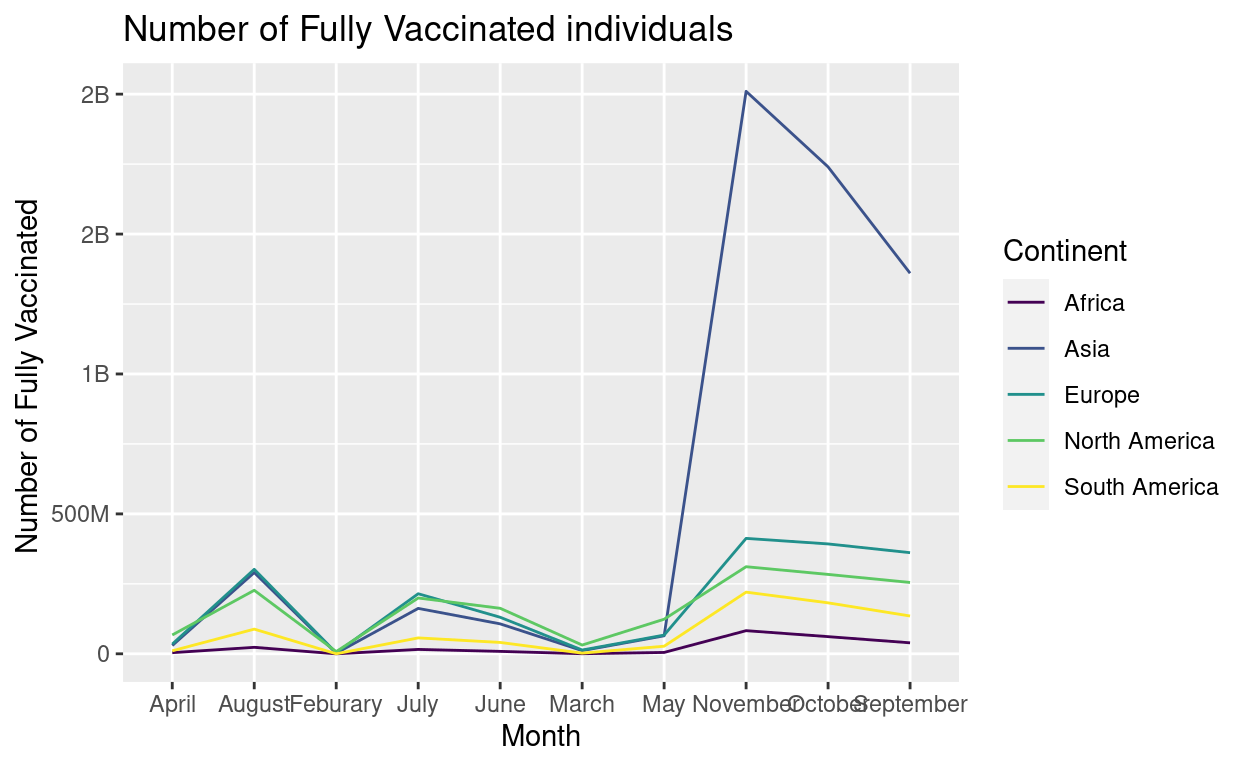 Number of Fully Vaccinated individuals
Number of Fully Vaccinated
2B
2B
1B
500M
0
April August Feburary July June March May November October September
Month
Continent
Africa
Asia
Europe
North America
South America